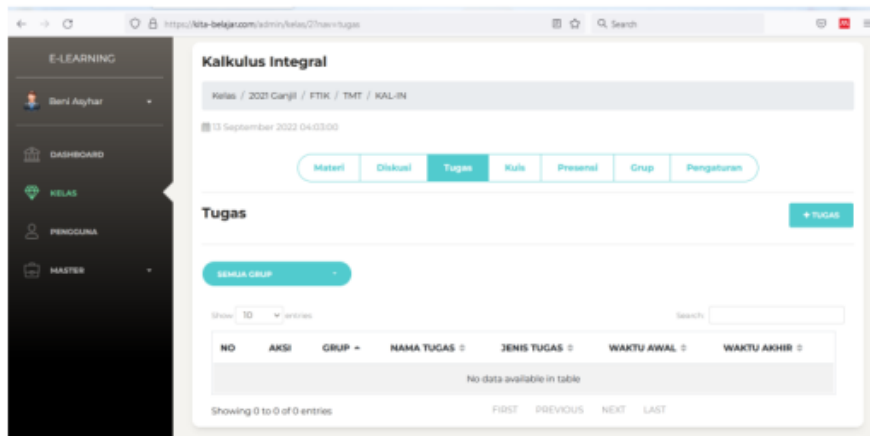 https://kita-belajar.com/admin/kelas/2?nav=tugas
Search
E-LEARNING
Beni Asyhar
DASHBOARD
KELAS
PENGGUNA
MASTER
Kalkulus Integral
Kelas / 2021 Ganjil / FTIK / TMT / KAL-IN
13 September 2022 04:03:00
Materi Diskusi Tugas Kuis Presensi Grup Pengaturan
Tugas
+ TUGAS
SEMUA GRUP
Show 10 entries
Search:
NO AKSI GRUP NAMA TUGAS JENIS TUGAS WAKTU AWAL WAKTU AKHIR
No data available in table
Showing 0 to 0 of 0 entries
FIRST PREVIOUS NEXT LAST